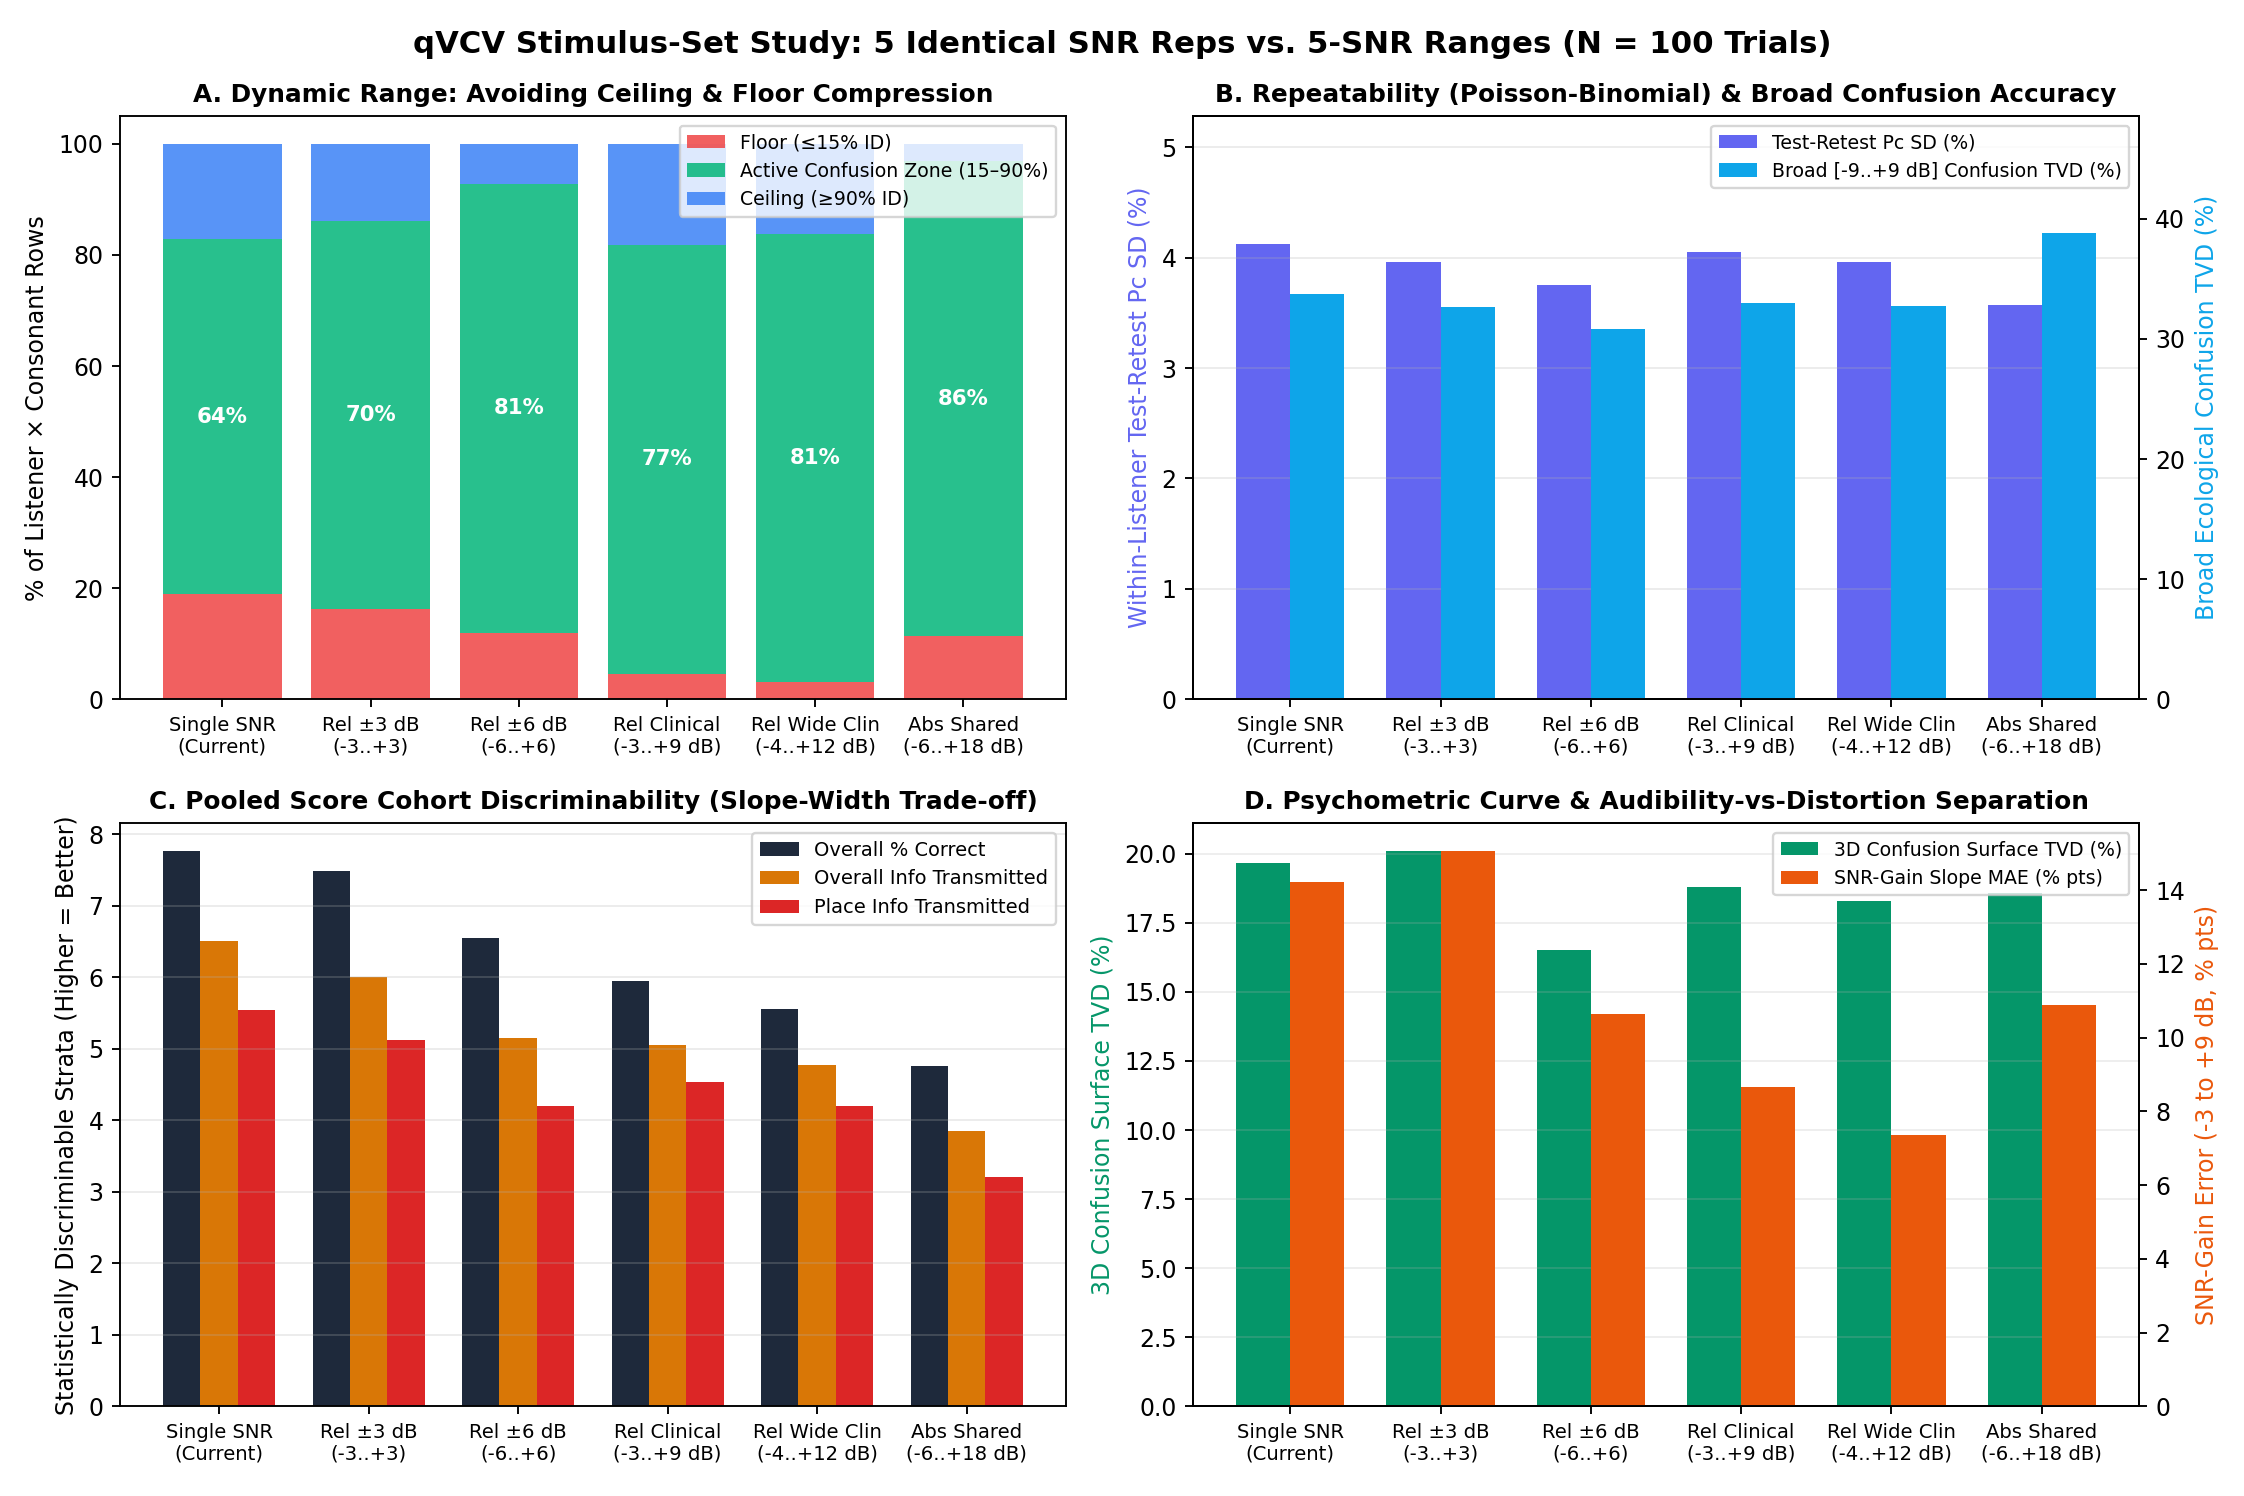 qVCV Stimulus-Set Study: 5 Identical SNR Reps vs. 5-SNR Ranges (N = 100 Trials)
A. Dynamic Range: Avoiding Ceiling & Floor Compression
% of Listener × Consonant Rows
100
80
60
40
20
0
Floor (≤15% ID)
Active Confusion Zone (15–90%)
Ceiling (≥90% ID)
64%
70%
81%
77%
81%
86%
Single SNR
(Current)
Rel ±3 dB
(-3..+3)
Rel ±6 dB
(-6..+6)
Rel Clinical
(-3..+9 dB)
Rel Wide Clin
(-4..+12 dB)
Abs Shared
(-6..+18 dB)
B. Repeatability (Poisson-Binomial) & Broad Confusion Accuracy
Within-Listener Test-Retest Pc SD (%)
5
4
3
2
1
0
Test-Retest Pc SD (%)
Broad [-9..+9 dB] Confusion TVD (%)
40
30
20
10
0
Broad Ecological Confusion TVD (%)
Single SNR
(Current)
Rel ±3 dB
(-3..+3)
Rel ±6 dB
(-6..+6)
Rel Clinical
(-3..+9 dB)
Rel Wide Clin
(-4..+12 dB)
Abs Shared
(-6..+18 dB)
C. Pooled Score Cohort Discriminability (Slope-Width Trade-off)
Statistically Discriminable Strata (Higher = Better)
8
7
6
5
4
3
2
1
0
Overall % Correct
Overall Info Transmitted
Place Info Transmitted
Single SNR
(Current)
Rel ±3 dB
(-3..+3)
Rel ±6 dB
(-6..+6)
Rel Clinical
(-3..+9 dB)
Rel Wide Clin
(-4..+12 dB)
Abs Shared
(-6..+18 dB)
D. Psychometric Curve & Audibility-vs-Distortion Separation
3D Confusion Surface TVD (%)
20.0
17.5
15.0
12.5
10.0
7.5
5.0
2.5
0.0
3D Confusion Surface TVD (%)
SNR-Gain Slope MAE (% pts)
14
12
10
8
6
4
2
0
SNR-Gain Error (-3 to +9 dB, % pts)
Single SNR
(Current)
Rel ±3 dB
(-3..+3)
Rel ±6 dB
(-6..+6)
Rel Clinical
(-3..+9 dB)
Rel Wide Clin
(-4..+12 dB)
Abs Shared
(-6..+18 dB)